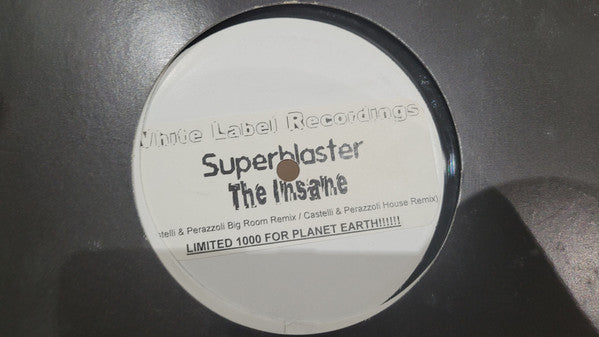 White Label Recordings
Superblaster
The Insane
telli & Perazzoli Big Room Remix / Castelli & Perazzoli House Remix)
LIMITED 1000 FOR PLANET EARTH!!!!!!